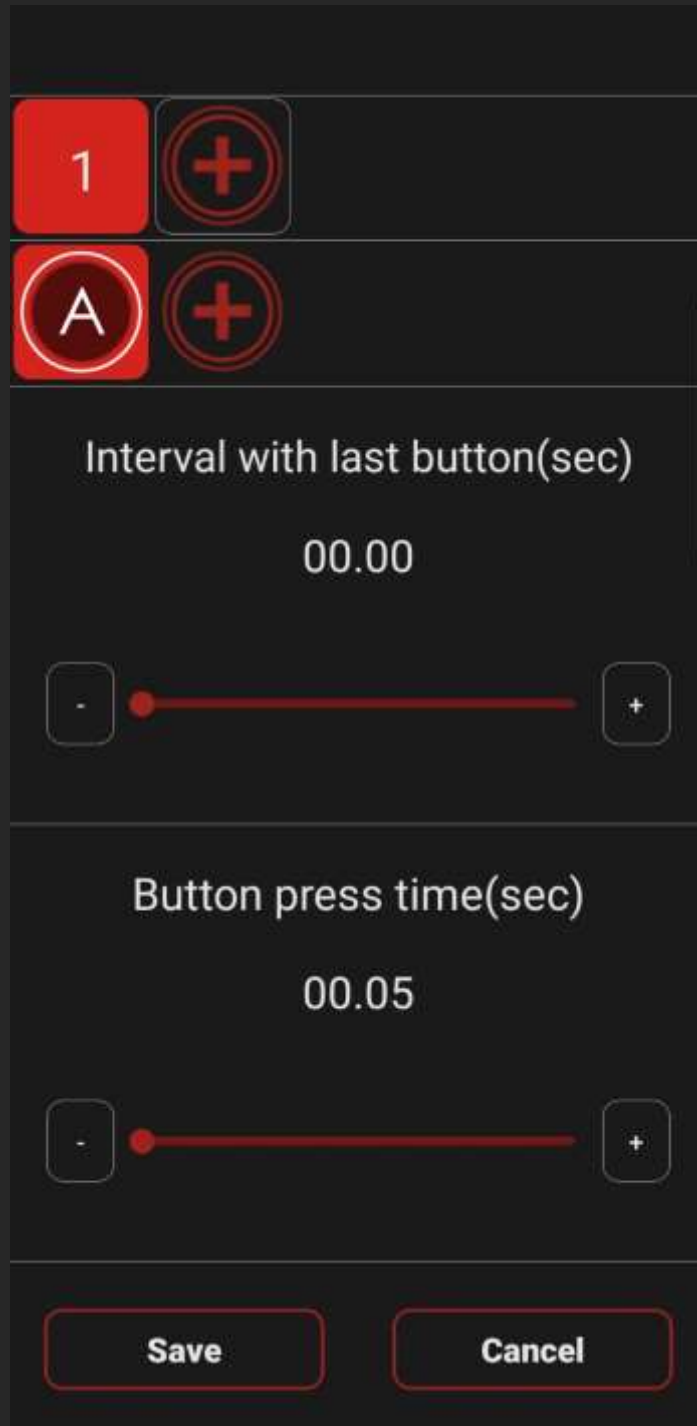 1 +
A +
Interval with last button(sec)
00.00
- +
Button press time(sec)
00.05
- +
Save Cancel